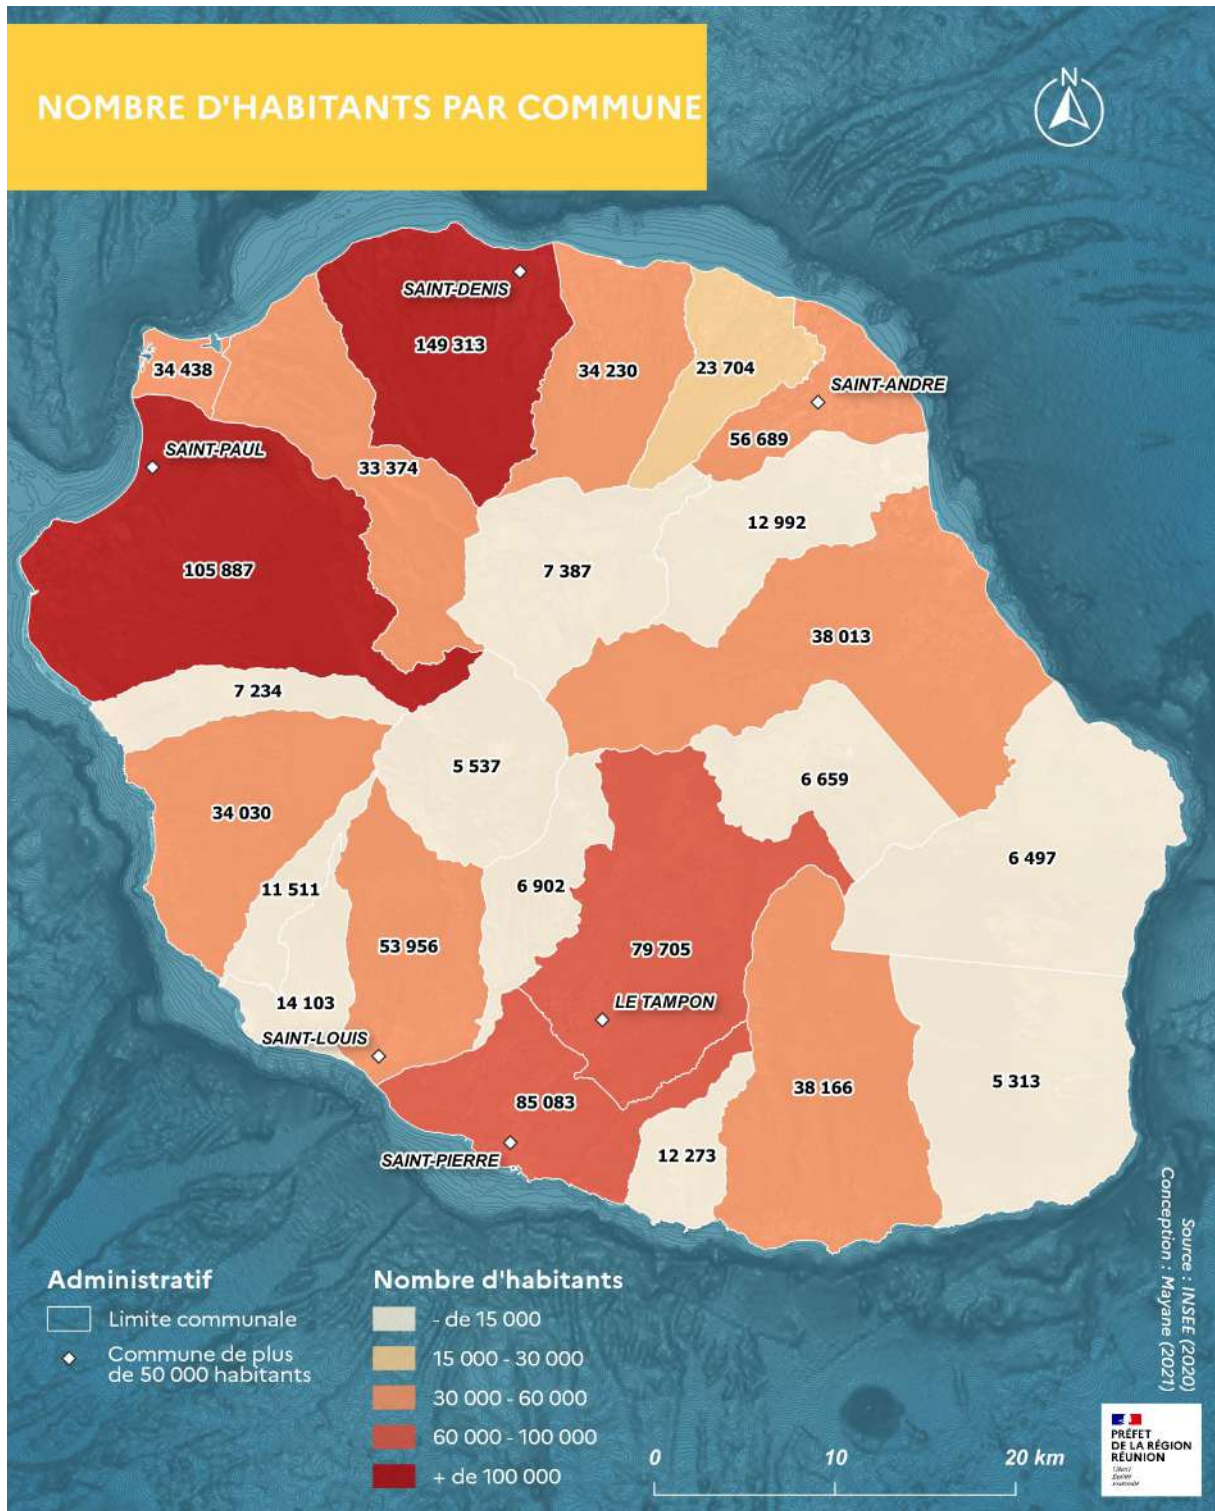 NOMBRE D'HABITANTS PAR COMMUNE
N
SAINT-DENIS
149 313
34 438
34 230
23 704
SAINT-ANDRE
56 689
SAINT-PAUL
33 374
12 992
105 887
7 387
38 013
7 234
5 537
6 659
34 030
6 497
11 511
6 902
53 956
79 705
14 103
LE TAMPON
SAINT-LOUIS
5 313
38 166
85 083
12 273
SAINT-PIERRE
Source : INSEE (2020)
Conception : Mayane (2021)
Administratif
Limite communale
Commune de plus
de 50 000 habitants
Nombre d'habitants
- de 15 000
15 000 - 30 000
30 000 - 60 000
60 000 - 100 000
+ de 100 000
0 10 20 km
PRÉFET
DE LA RÉGION
RÉUNION